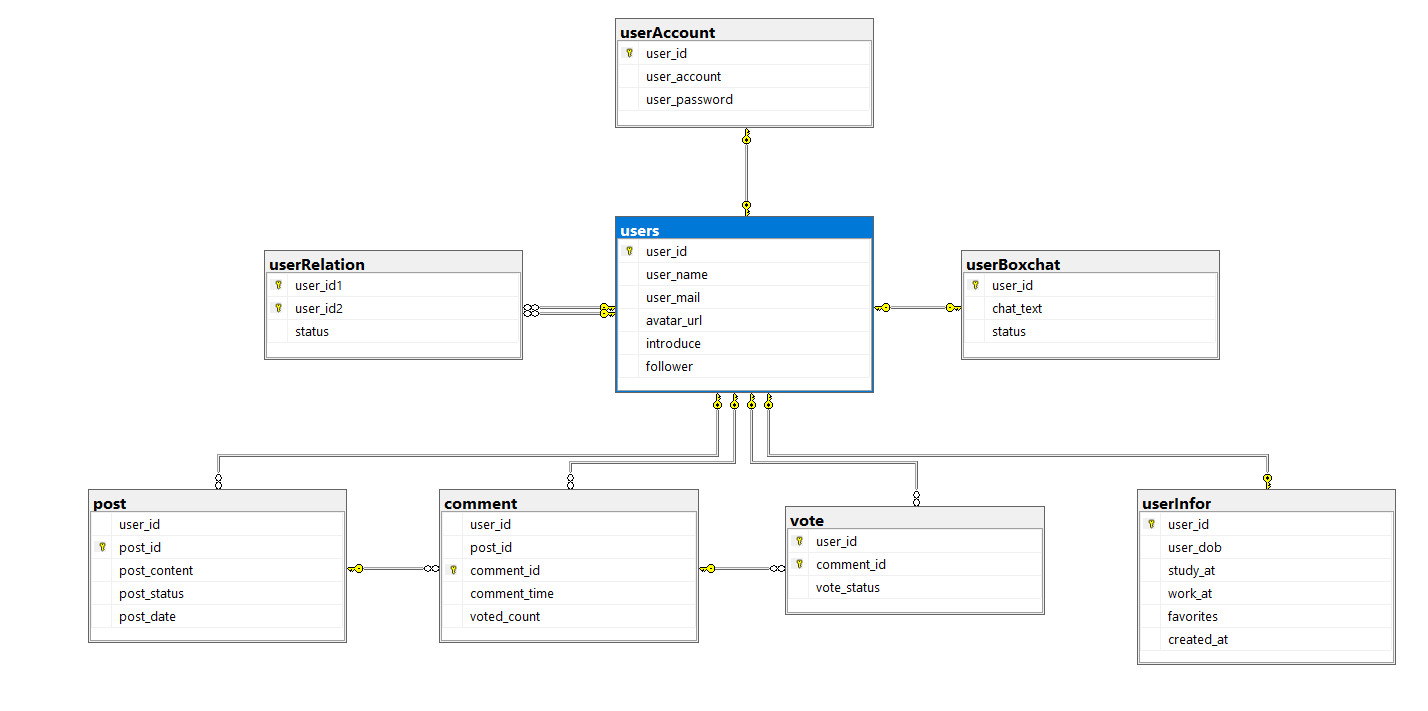 userAccount
user_id
user_account
user_password
users
user_id
user_name
user_mail
avatar_url
introduce
follower
userRelation
user_id1
user_id2
status
userBoxchat
user_id
chat_text
status
post
user_id
post_id
post_content
post_status
post_date
comment
user_id
post_id
comment_id
comment_time
voted_count
vote
user_id
comment_id
vote_status
userInfor
user_id
user_dob
study_at
work_at
favorites
created_at